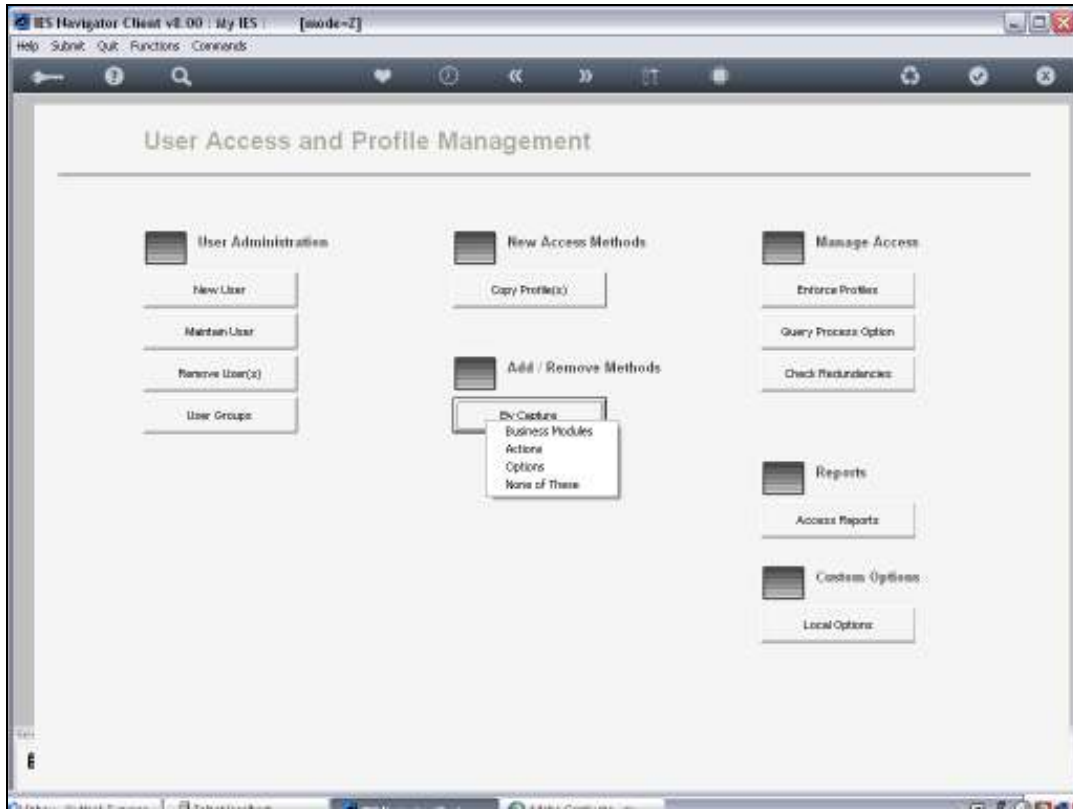 IES Navigator Client v8.00 : My IES : [mode=Z]
Help Submit Quit Functions Commands
User Access and Profile Management
User Administration
New User
Maintain User
Remove User(s)
User Groups
New Access Methods
Copy Profile(s)
Add / Remove Methods
By Capture
Business Modules
Actions
Options
None of These
Manage Access
Enforce Profiles
Query Process Option
Check Redundancies
Reports
Access Reports
Custom Options
Local Options